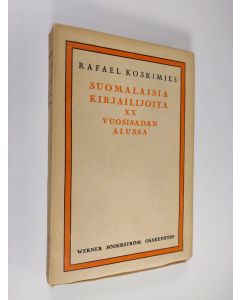 RAFAEL KOSKIMIES
SUOMALAISIA
KIRJAILIJOITA
XX
VUOSISADAN
ALUSSA
WERNER SÖDERSTRÖM OSAKEYHTIÖ